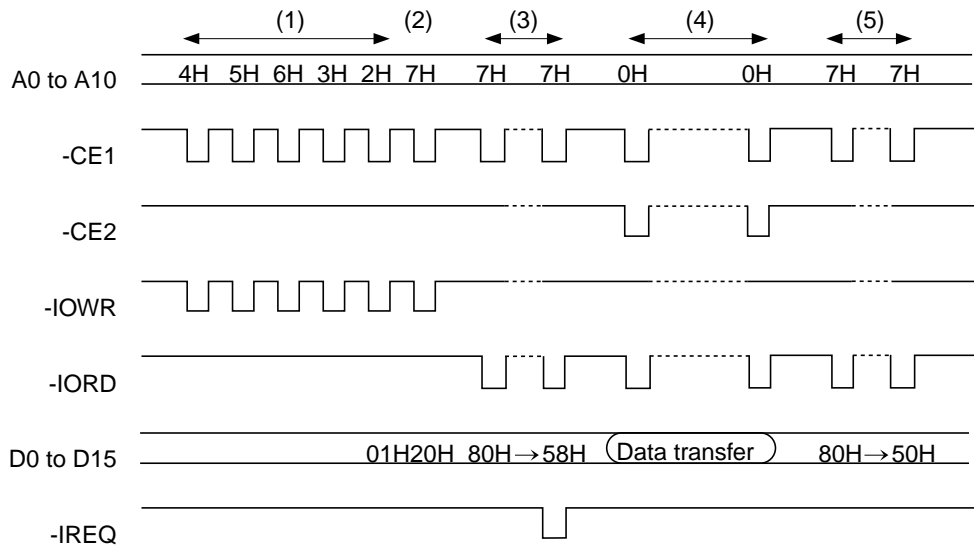 (1) (2) (3) (4) (5)
A0 to A10 4H 5H 6H 3H 2H 7H 7H 7H 0H 0H 7H 7H
-CE1
-CE2
-IOWR
-IORD
D0 to D15 01H20H 80H→58H Data transfer 80H→50H
-IREQ